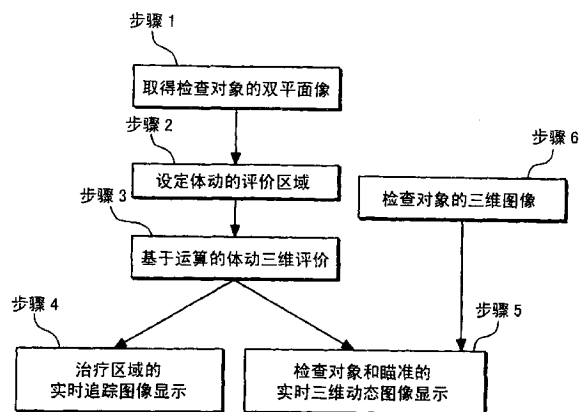 步骤 1
取得检查对象的双平面像
步骤 2
步骤 6
设定体动的评价区域
检查对象的三维图像
步骤 3
基于运算的体动三维评价
步骤 4
步骤 5
治疗区域的
实时追踪图像显示
检查对象和瞄准的
实时三维动态图像显示